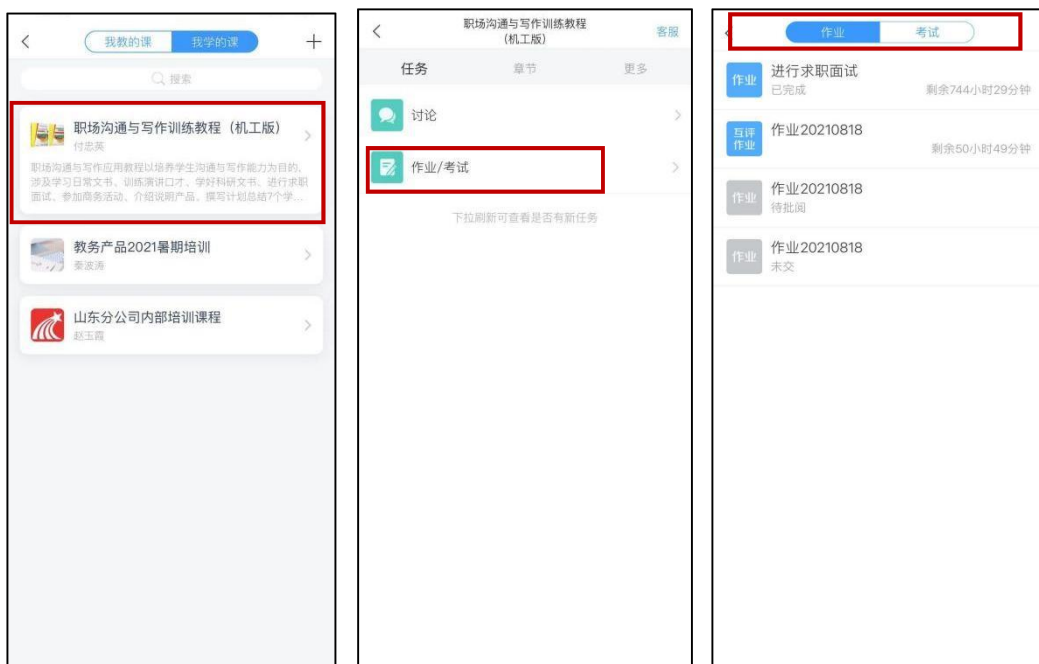 我教的课 我学的课
搜索
职场沟通与写作训练教程（机工版）
付忠英
职场沟通与写作应用教程以培养学生沟通与写作能力为目的，
涉及学习日常文书、训练演讲口才、学好科研文书、进行求职
面试、参加商务活动、介绍说明产品、撰写计划总结7个学...
教务产品2021暑期培训
秦波涛
山东分公司内部培训课程
赵玉霞
职场沟通与写作训练教程
(机工版)
客服
任务 章节 更多
讨论
作业/考试
下拉刷新可查看是否有新任务
作业 考试
作业
进行求职面试
已完成 剩余744小时29分钟
互评
作业
作业20210818
剩余50小时49分钟
作业
作业20210818
待批阅
作业
作业20210818
未交